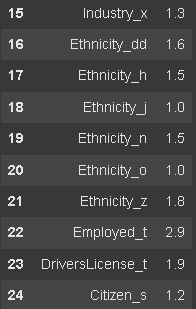 15 Industry_x 1.3
16 Ethnicity_dd 1.6
17 Ethnicity_h 1.5
18 Ethnicity_j 1.0
19 Ethnicity_n 1.5
20 Ethnicity_o 1.0
21 Ethnicity_z 1.8
22 Employed_t 2.9
23 DriversLicense_t 1.9
24 Citizen_s 1.2